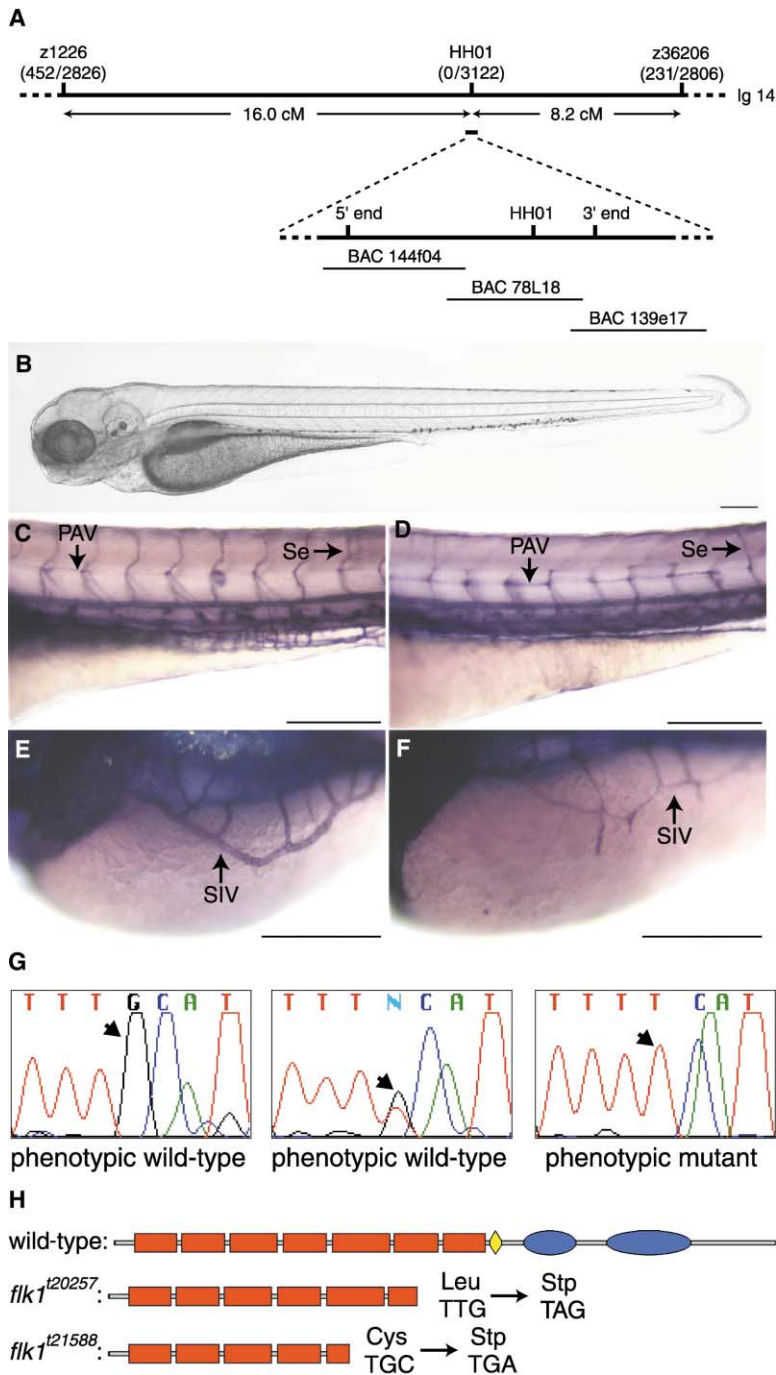 A
z1226 HH01 z36206
(452/2826) (0/3122) (231/2806)
lg 14
16.0 cM 8.2 cM
5' end HH01 3' end
BAC 144f04
BAC 78L18
BAC 139e17
B
C PAV Se
D PAV Se
E SIV
F SIV
G
T T T G C A T
T T T N C A T
T T T T C A T
phenotypic wild-type phenotypic wild-type phenotypic mutant
H
wild-type:
flk1t20257: Leu Stp
TTG TAG
flk1t21588: Cys Stp
TGC TGA